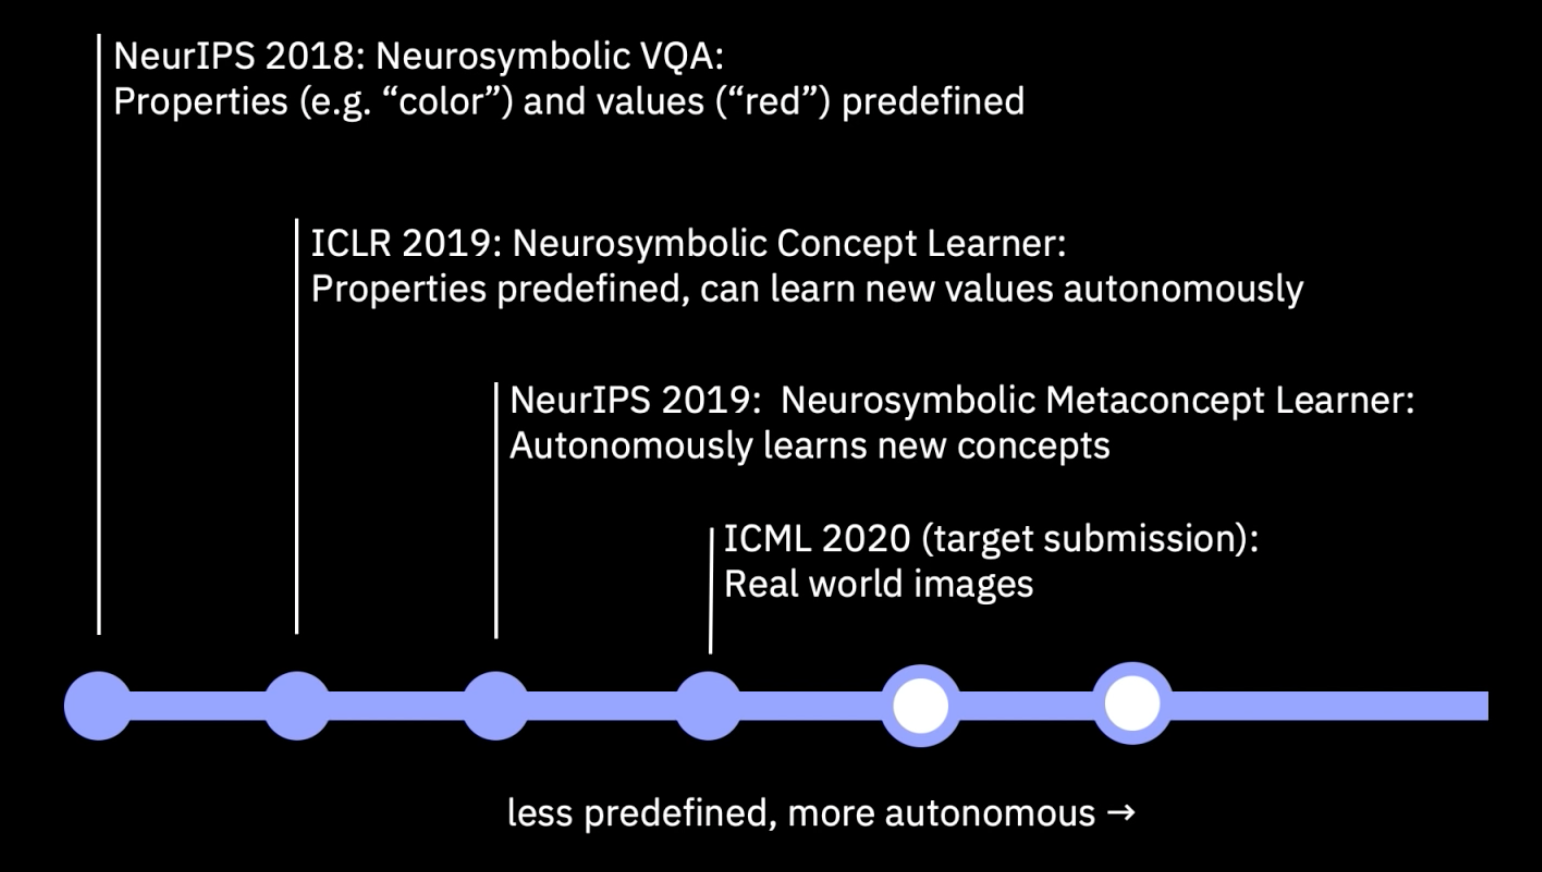 NeurIPS 2018: Neurosymbolic VQA:
Properties (e.g. “color”) and values (“red”) predefined
ICLR 2019: Neurosymbolic Concept Learner:
Properties predefined, can learn new values autonomously
NeurIPS 2019:  Neurosymbolic Metaconcept Learner:
Autonomously learns new concepts
ICML 2020 (target submission):
Real world images
less predefined, more autonomous →